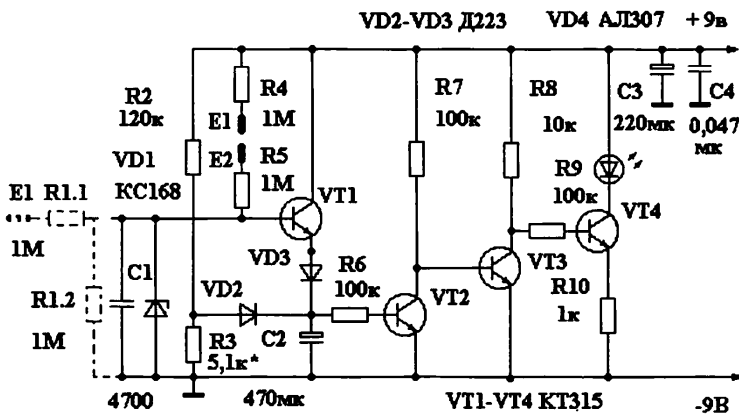 VD2-VD3 Д223 VD4 АЛ307 + 9в
R2
120к
R4
1М
E1
E2
R5
1М
R7
100к
R8
10к
C3
220мк
C4
0,047
мк
VD1
КС168
R9
100к
E1 R1.1
1М
VT1
VT4
C1
VD3
R6
100к
VT3
R1.2
1М
VD2
VT2
R10
1к
C2
R3
5,1к*
4700
470мк
VT1-VT4 КТ315
-9В